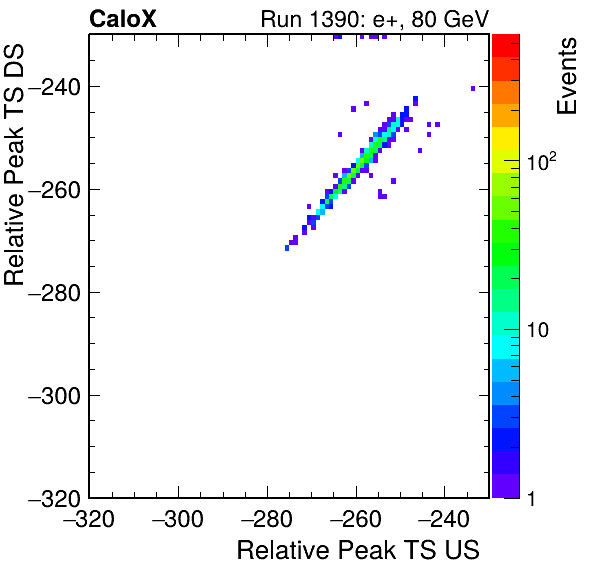 CaloX Run 1390: e+, 80 GeV
Relative Peak TS DS
−240
−260
−280
−300
−320
−320 −300 −280 −260 −240
Relative Peak TS US
Events
10²
10
1